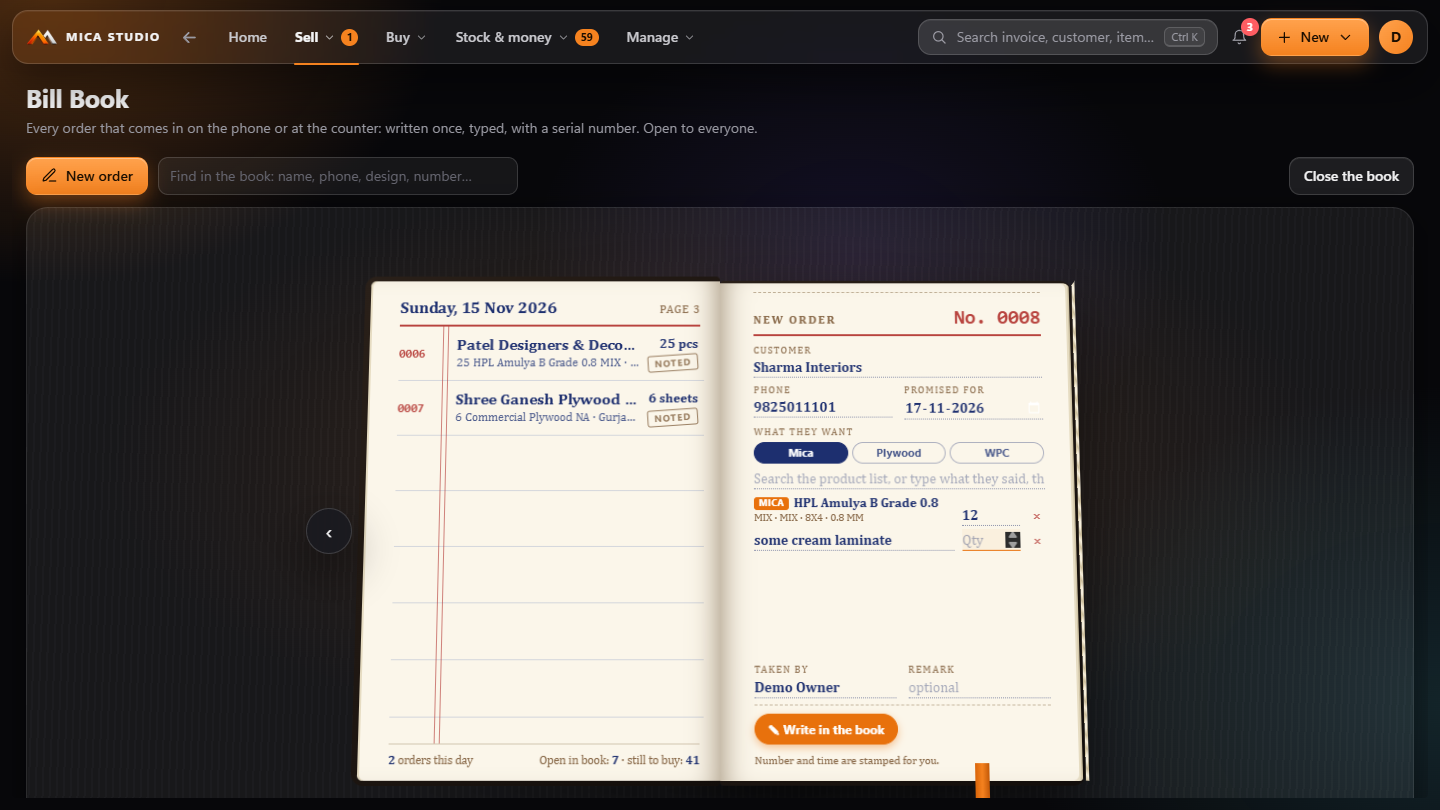 MICA STUDIO
Home
Sell 1
Buy
Stock & money 59
Manage
Search invoice, customer, item... Ctrl K
3
New
D
Bill Book
Every order that comes in on the phone or at the counter: written once, typed, with a serial number. Open to everyone.
New order
Find in the book: name, phone, design, number...
Close the book
Sunday, 15 Nov 2026 PAGE 3
0006 Patel Designers & Deco... 25 pcs
25 HPL Amulya B Grade 0.8 MIX · ... NOTED
0007 Shree Ganesh Plywood ... 6 sheets
6 Commercial Plywood NA · Gurja... NOTED
2 orders this day Open in book: 7 · still to buy: 41
NEW ORDER No. 0008
CUSTOMER
Sharma Interiors
PHONE PROMISED FOR
9825011101 17-11-2026
WHAT THEY WANT
Mica Plywood WPC
Search the product list, or type what they said, th
MICA HPL Amulya B Grade 0.8
MIX · MIX · 8X4 · 0.8 MM 12 ×
some cream laminate Qty ×
TAKEN BY REMARK
Demo Owner optional
Write in the book
Number and time are stamped for you.